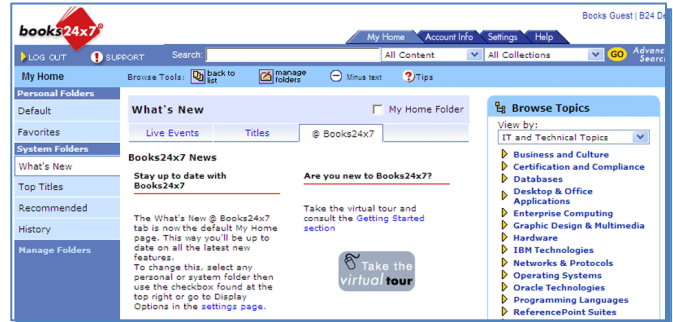 Books Guest | B24 De
books24x7®
My Home
Account Info
Settings
Help
LOG OUT
SUPPORT
Search:
All Content
All Collections
GO
Advanc
Searc
My Home
Browse Tools:
back to
list
manage
folders
Minus text
Tips
Personal Folders
Default
Favorites
System Folders
What's New
Top Titles
Recommended
History
Manage Folders
What's New
My Home Folder
Live Events
Titles
@ Books24x7
Books24x7 News
Stay up to date with
Books24x7
The What's New @ Books24x7
tab is now the default My Home
page. This way you'll be up to
date on all the latest new
features.
To change this, select any
personal or system folder then
use the checkbox found at the
top right or go to Display
Options in the settings page.
Are you new to Books24x7?
Take the virtual tour and
consult the Getting Started
section
Take the
virtual tour
Browse Topics
View by:
IT and Technical Topics
Business and Culture
Certification and Compliance
Databases
Desktop & Office
Applications
Enterprise Computing
Graphic Design & Multimedia
Hardware
IBM Technologies
Networks & Protocols
Operating Systems
Oracle Technologies
Programming Languages
ReferencePoint Suites